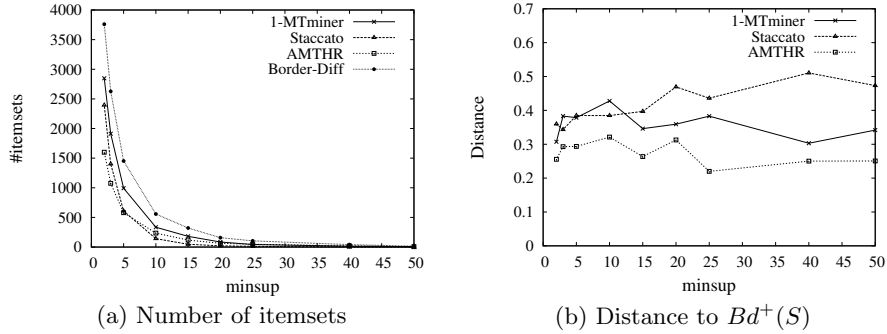 4000
3500
3000
2500
2000
1500
1000
500
0
#itemsets
1-MTminer
Staccato
AMTHR
Border-Diff
0 5 10 15 20 25 30 35 40 45 50
minsup
(a) Number of itemsets
0.7
0.6
0.5
0.4
0.3
0.2
0.1
0
Distance
1-MTminer
Staccato
AMTHR
0 5 10 15 20 25 30 35 40 45 50
minsup
(b) Distance to Bd⁺(S)